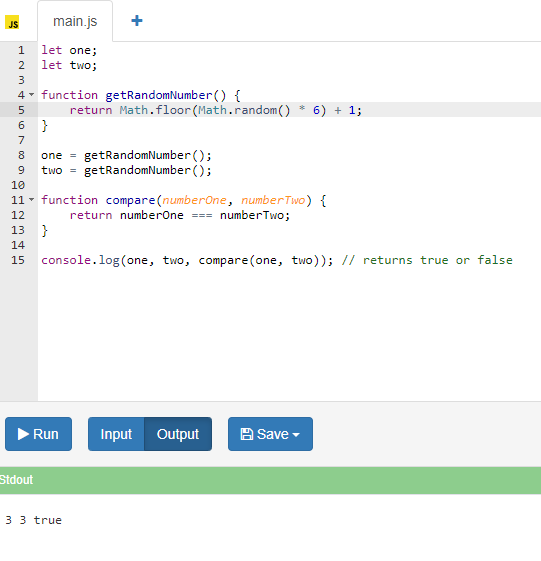 JS main.js +
1 let one;
2 let two;
3
4 function getRandomNumber() {
5     return Math.floor(Math.random() * 6) + 1;
6 }
7
8 one = getRandomNumber();
9 two = getRandomNumber();
10
11 function compare(numberOne, numberTwo) {
12     return numberOne === numberTwo;
13 }
14
15 console.log(one, two, compare(one, two)); // returns true or false
Run Input Output Save
Stdout
3 3 true